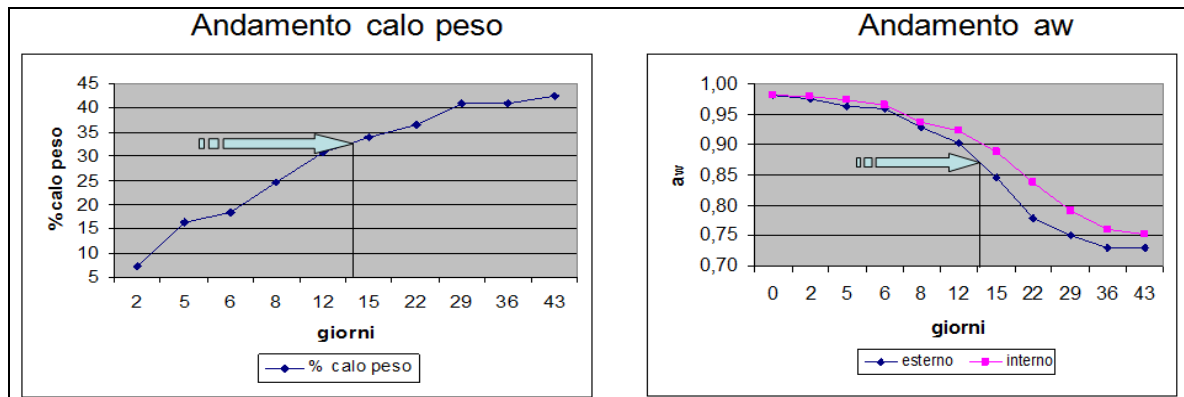 Andamento calo peso
%calo peso
45
40
35
30
25
20
15
10
5
2 5 6 8 12 15 22 29 36 43
giorni
% calo peso
Andamento aw
aw
1,00
0,95
0,90
0,85
0,80
0,75
0,70
0 2 5 6 8 12 15 22 29 36 43
giorni
esterno interno